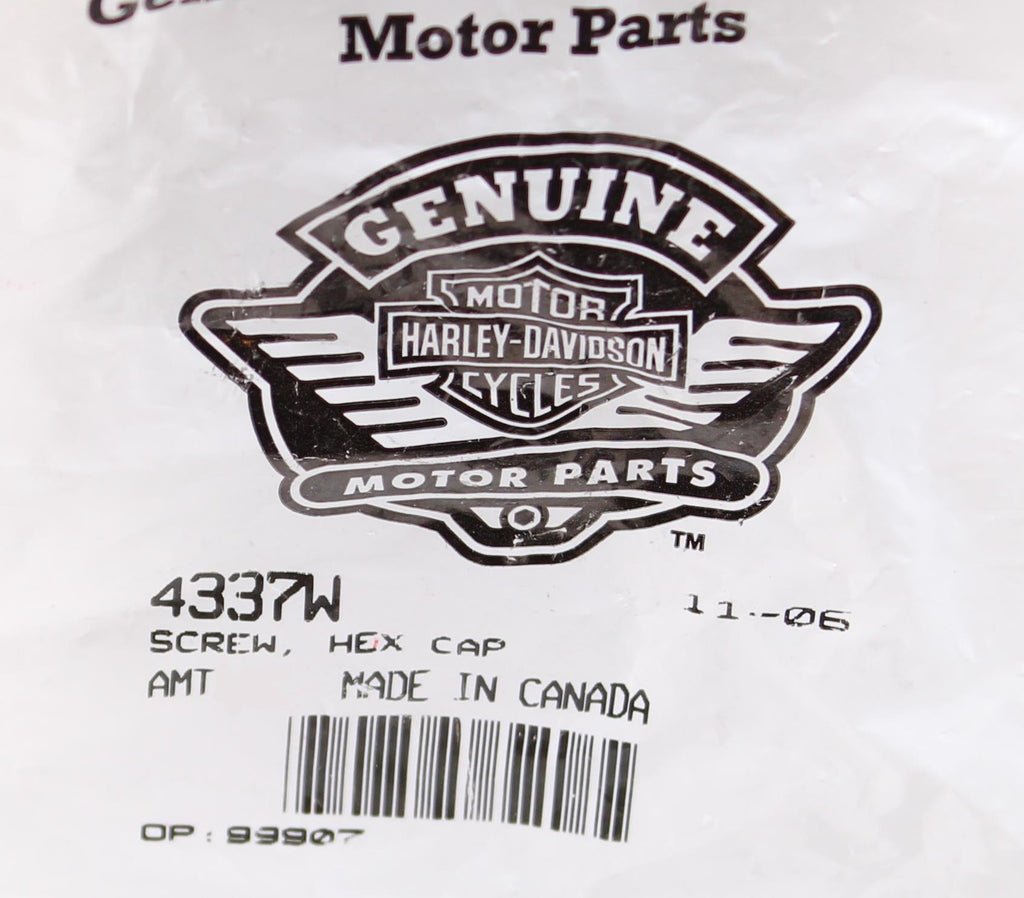 Motor Parts
GENUINE
MOTOR
HARLEY-DAVIDSON
CYCLES
MOTOR PARTS
TM
4337W
11-06
SCREW, HEX CAP
AMT MADE IN CANADA
OP: 99907